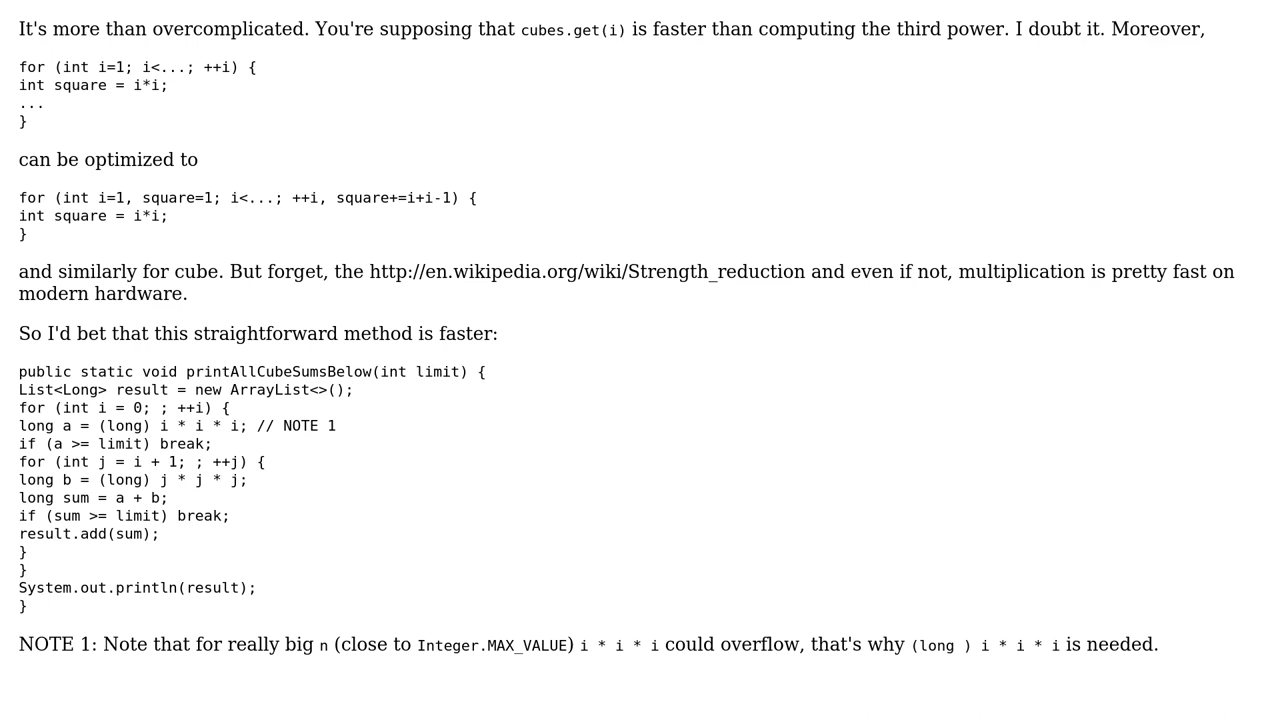 It's more than overcomplicated. You're supposing that cubes.get(i) is faster than computing the third power. I doubt it. Moreover,
for (int i=1; i<...; ++i) {
int square = i*i;
...
}
can be optimized to
for (int i=1, square=1; i<...; ++i, square+=i+i-1) {
int square = i*i;
}
and similarly for cube. But forget, the http://en.wikipedia.org/wiki/Strength_reduction and even if not, multiplication is pretty fast on
modern hardware.
So I'd bet that this straightforward method is faster:
public static void printAllCubeSumsBelow(int limit) {
List<Long> result = new ArrayList<>();
for (int i = 0; ; ++i) {
long a = (long) i * i * i; // NOTE 1
if (a >= limit) break;
for (int j = i + 1; ; ++j) {
long b = (long) j * j * j;
long sum = a + b;
if (sum >= limit) break;
result.add(sum);
}
}
System.out.println(result);
}
NOTE 1: Note that for really big n (close to Integer.MAX_VALUE) i * i * i could overflow, that's why (long ) i * i * i is needed.